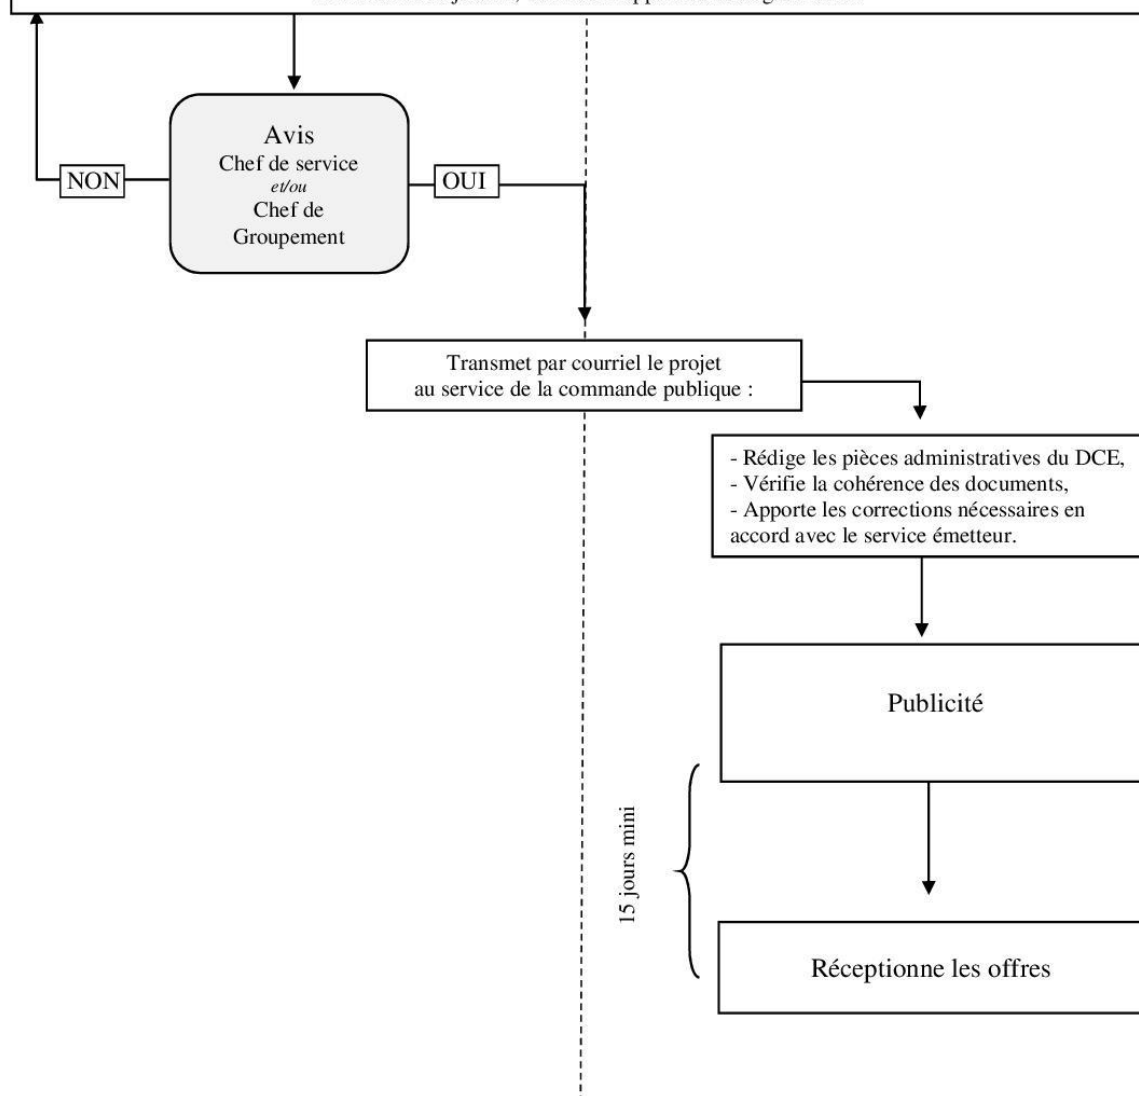 Avis
Chef de service
et/ou
Chef de
Groupement
NON
OUI
Transmet par courriel le projet
au service de la commande publique :
- Rédige les pièces administratives du DCE,
- Vérifie la cohérence des documents,
- Apporte les corrections nécessaires en
accord avec le service émetteur.
Publicité
15 jours mini
Réceptionne les offres